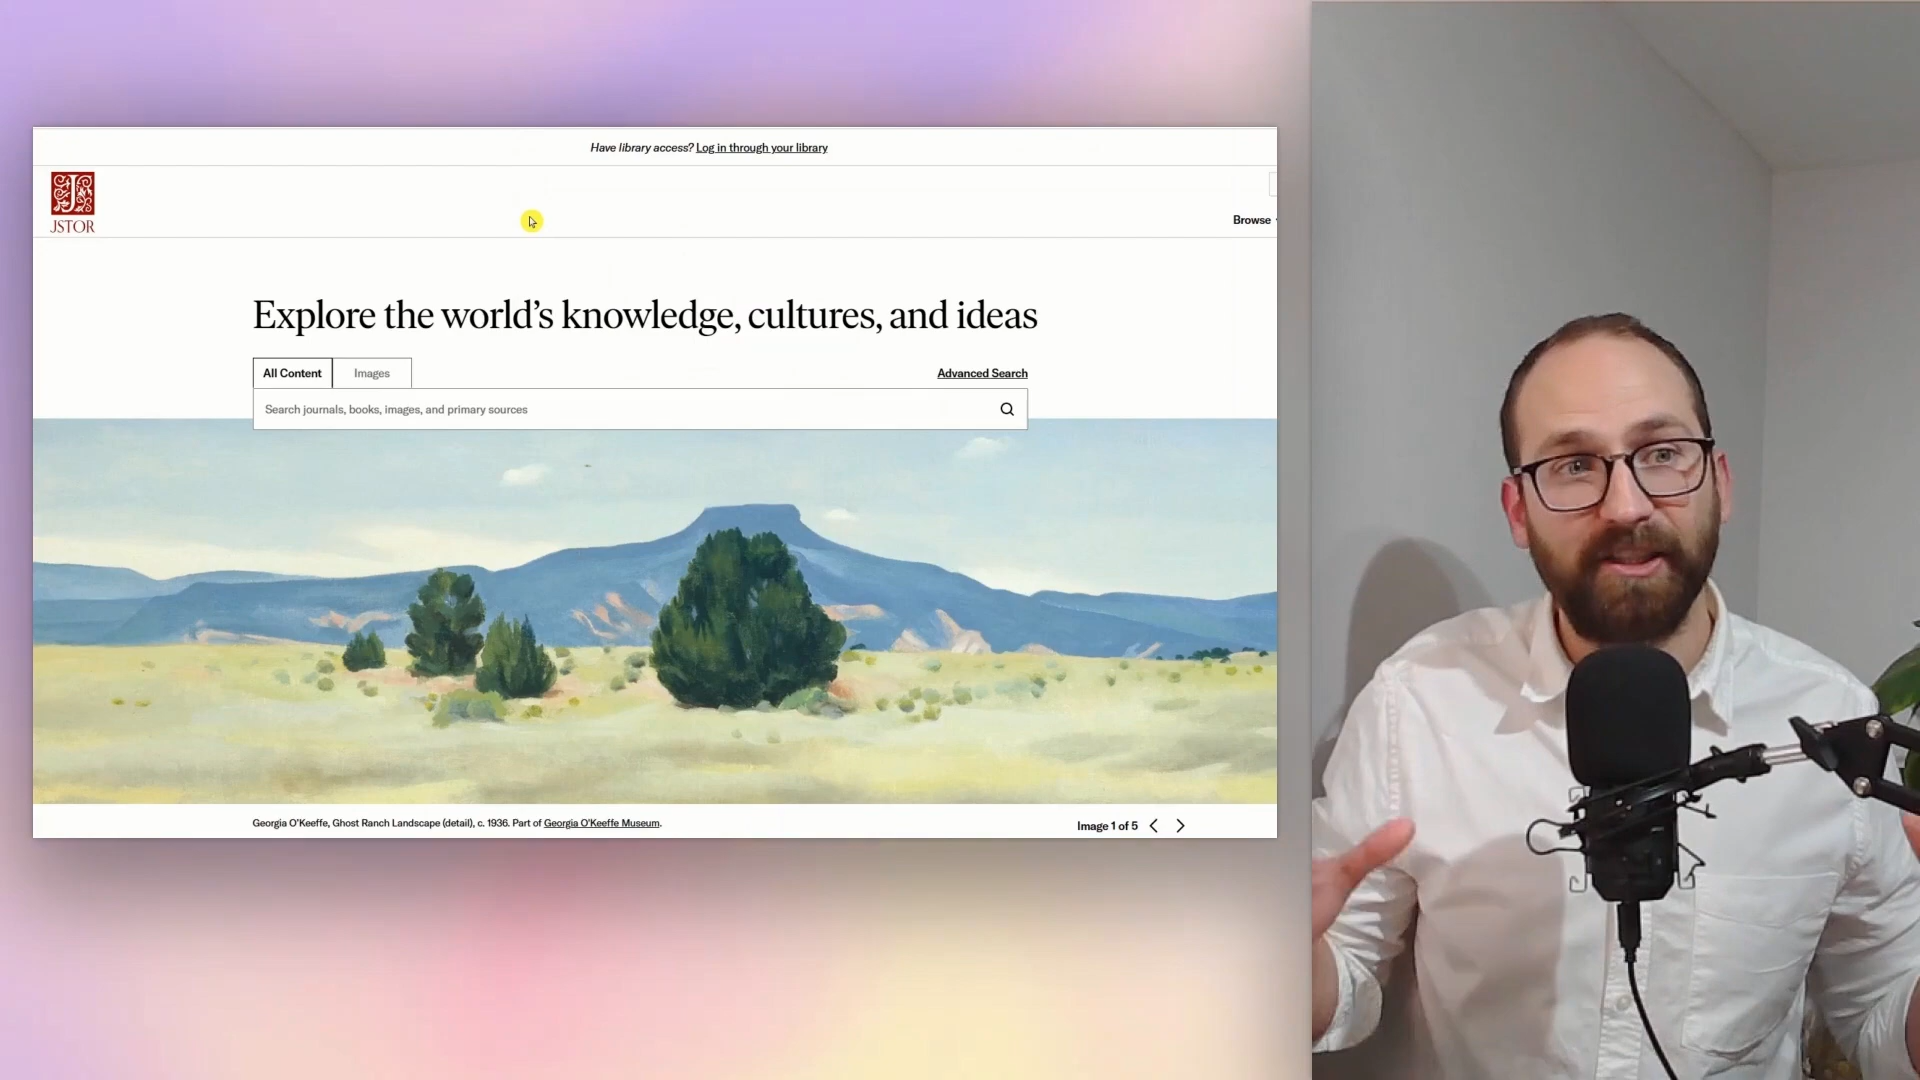 Have library access? Log in through your library
JSTOR
Browse
Explore the world's knowledge, cultures, and ideas
All Content
Images
Advanced Search
Search journals, books, images, and primary sources
Georgia O'Keeffe, Ghost Ranch Landscape (detail), c. 1936. Part of Georgia O'Keeffe Museum.
Image 1 of 5